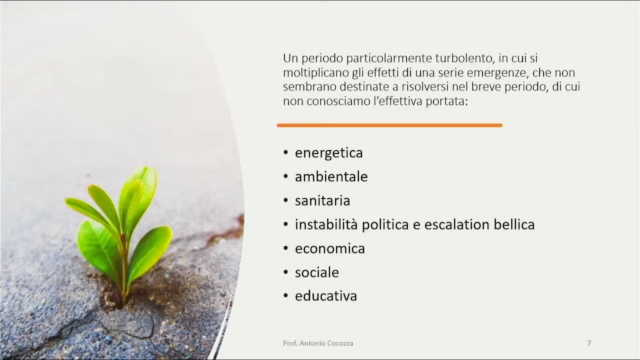 Un periodo particolarmente turbolento, in cui si
moltiplicano gli effetti di una serie emergenze, che non
sembrano destinate a risolversi nel breve periodo, di cui
non conosciamo l'effettiva portata:
• energetica
• ambientale
• sanitaria
• instabilità politica e escalation bellica
• economica
• sociale
• educativa
Prof. Antonio Cocozza
7